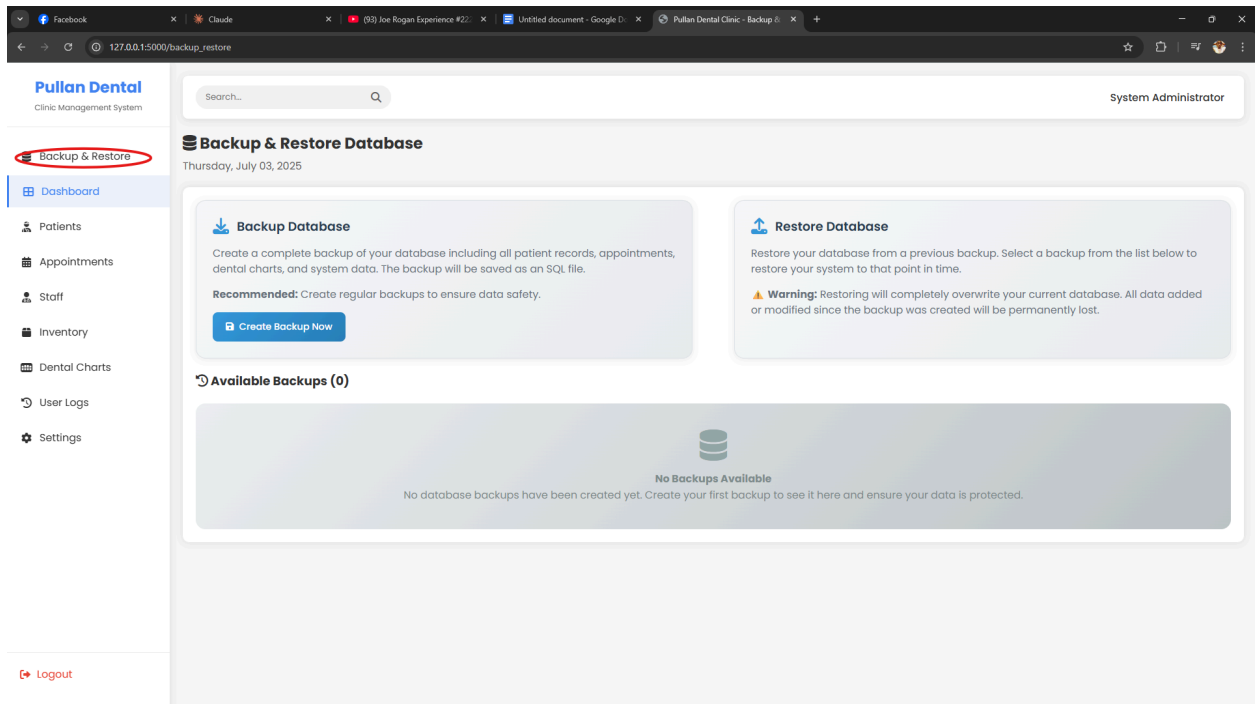 Facebook
Claude
(93) Joe Rogan Experience #22
Untitled document - Google D
Pullan Dental Clinic - Backup &
127.0.0.1:5000/backup_restore
Pullan Dental
Clinic Management System
Search...
System Administrator
Backup & Restore
Dashboard
Patients
Appointments
Staff
Inventory
Dental Charts
User Logs
Settings
Logout
Backup & Restore Database
Thursday, July 03, 2025
Backup Database
Create a complete backup of your database including all patient records, appointments,
dental charts, and system data. The backup will be saved as an SQL file.
Recommended: Create regular backups to ensure data safety.
Create Backup Now
Restore Database
Restore your database from a previous backup. Select a backup from the list below to
restore your system to that point in time.
Warning: Restoring will completely overwrite your current database. All data added
or modified since the backup was created will be permanently lost.
Available Backups (0)
No Backups Available
No database backups have been created yet. Create your first backup to see it here and ensure your data is protected.